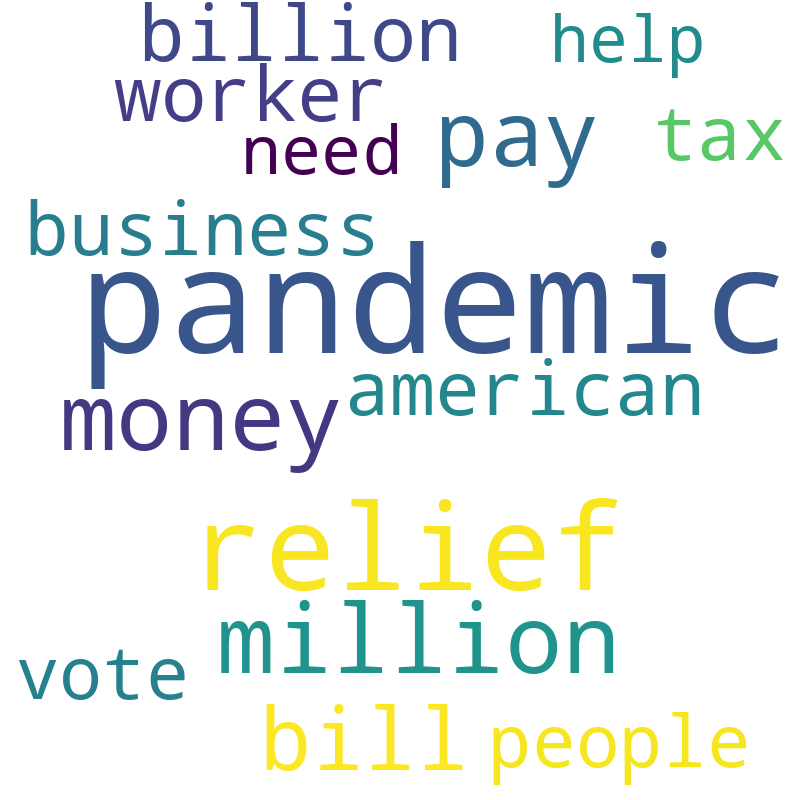 billion help
worker
need pay tax
business
pandemic
american
money
relief
million
vote
bill people